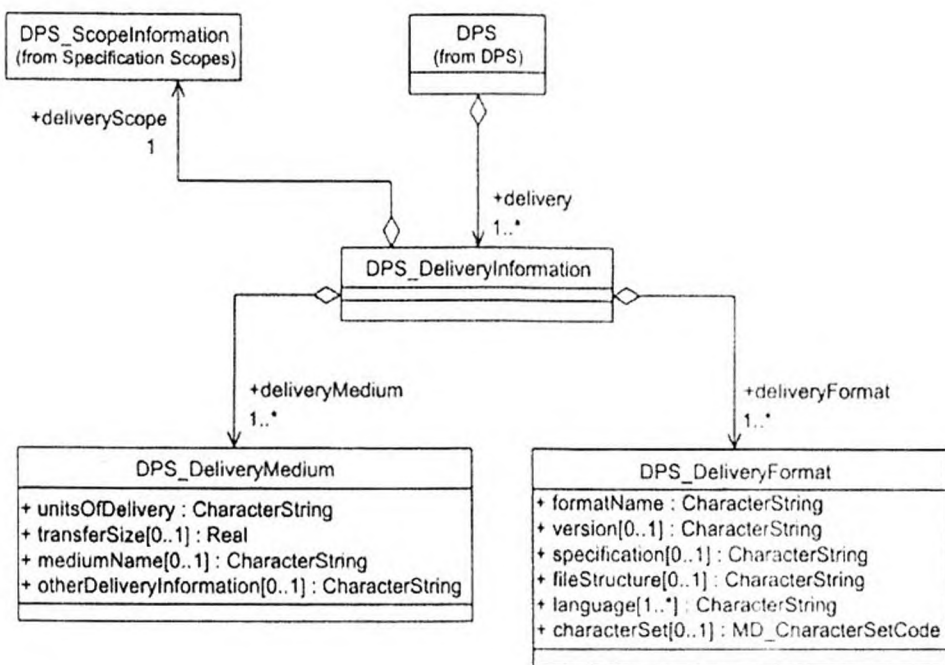 DPS_ScopeInformation
(from Specification Scopes)
DPS
(from DPS)
+deliveryScope
1
+delivery
1..*
DPS_DeliveryInformation
+deliveryMedium
1..*
+deliveryFormat
1..*
DPS_DeliveryMedium
+ unitsOfDelivery : CharacterString
+ transferSize[0..1] : Real
+ mediumName[0..1] : CharacterString
+ otherDeliveryInformation[0..1] : CharacterString
DPS_DeliveryFormat
+ formatName : CharacterString
+ version[0..1] : CharacterString
+ specification[0..1] : CharacterString
+ fileStructure[0..1] : CharacterString
+ language[1..*] : CharacterString
+ characterSet[0..1] : MD_CharacterSetCode